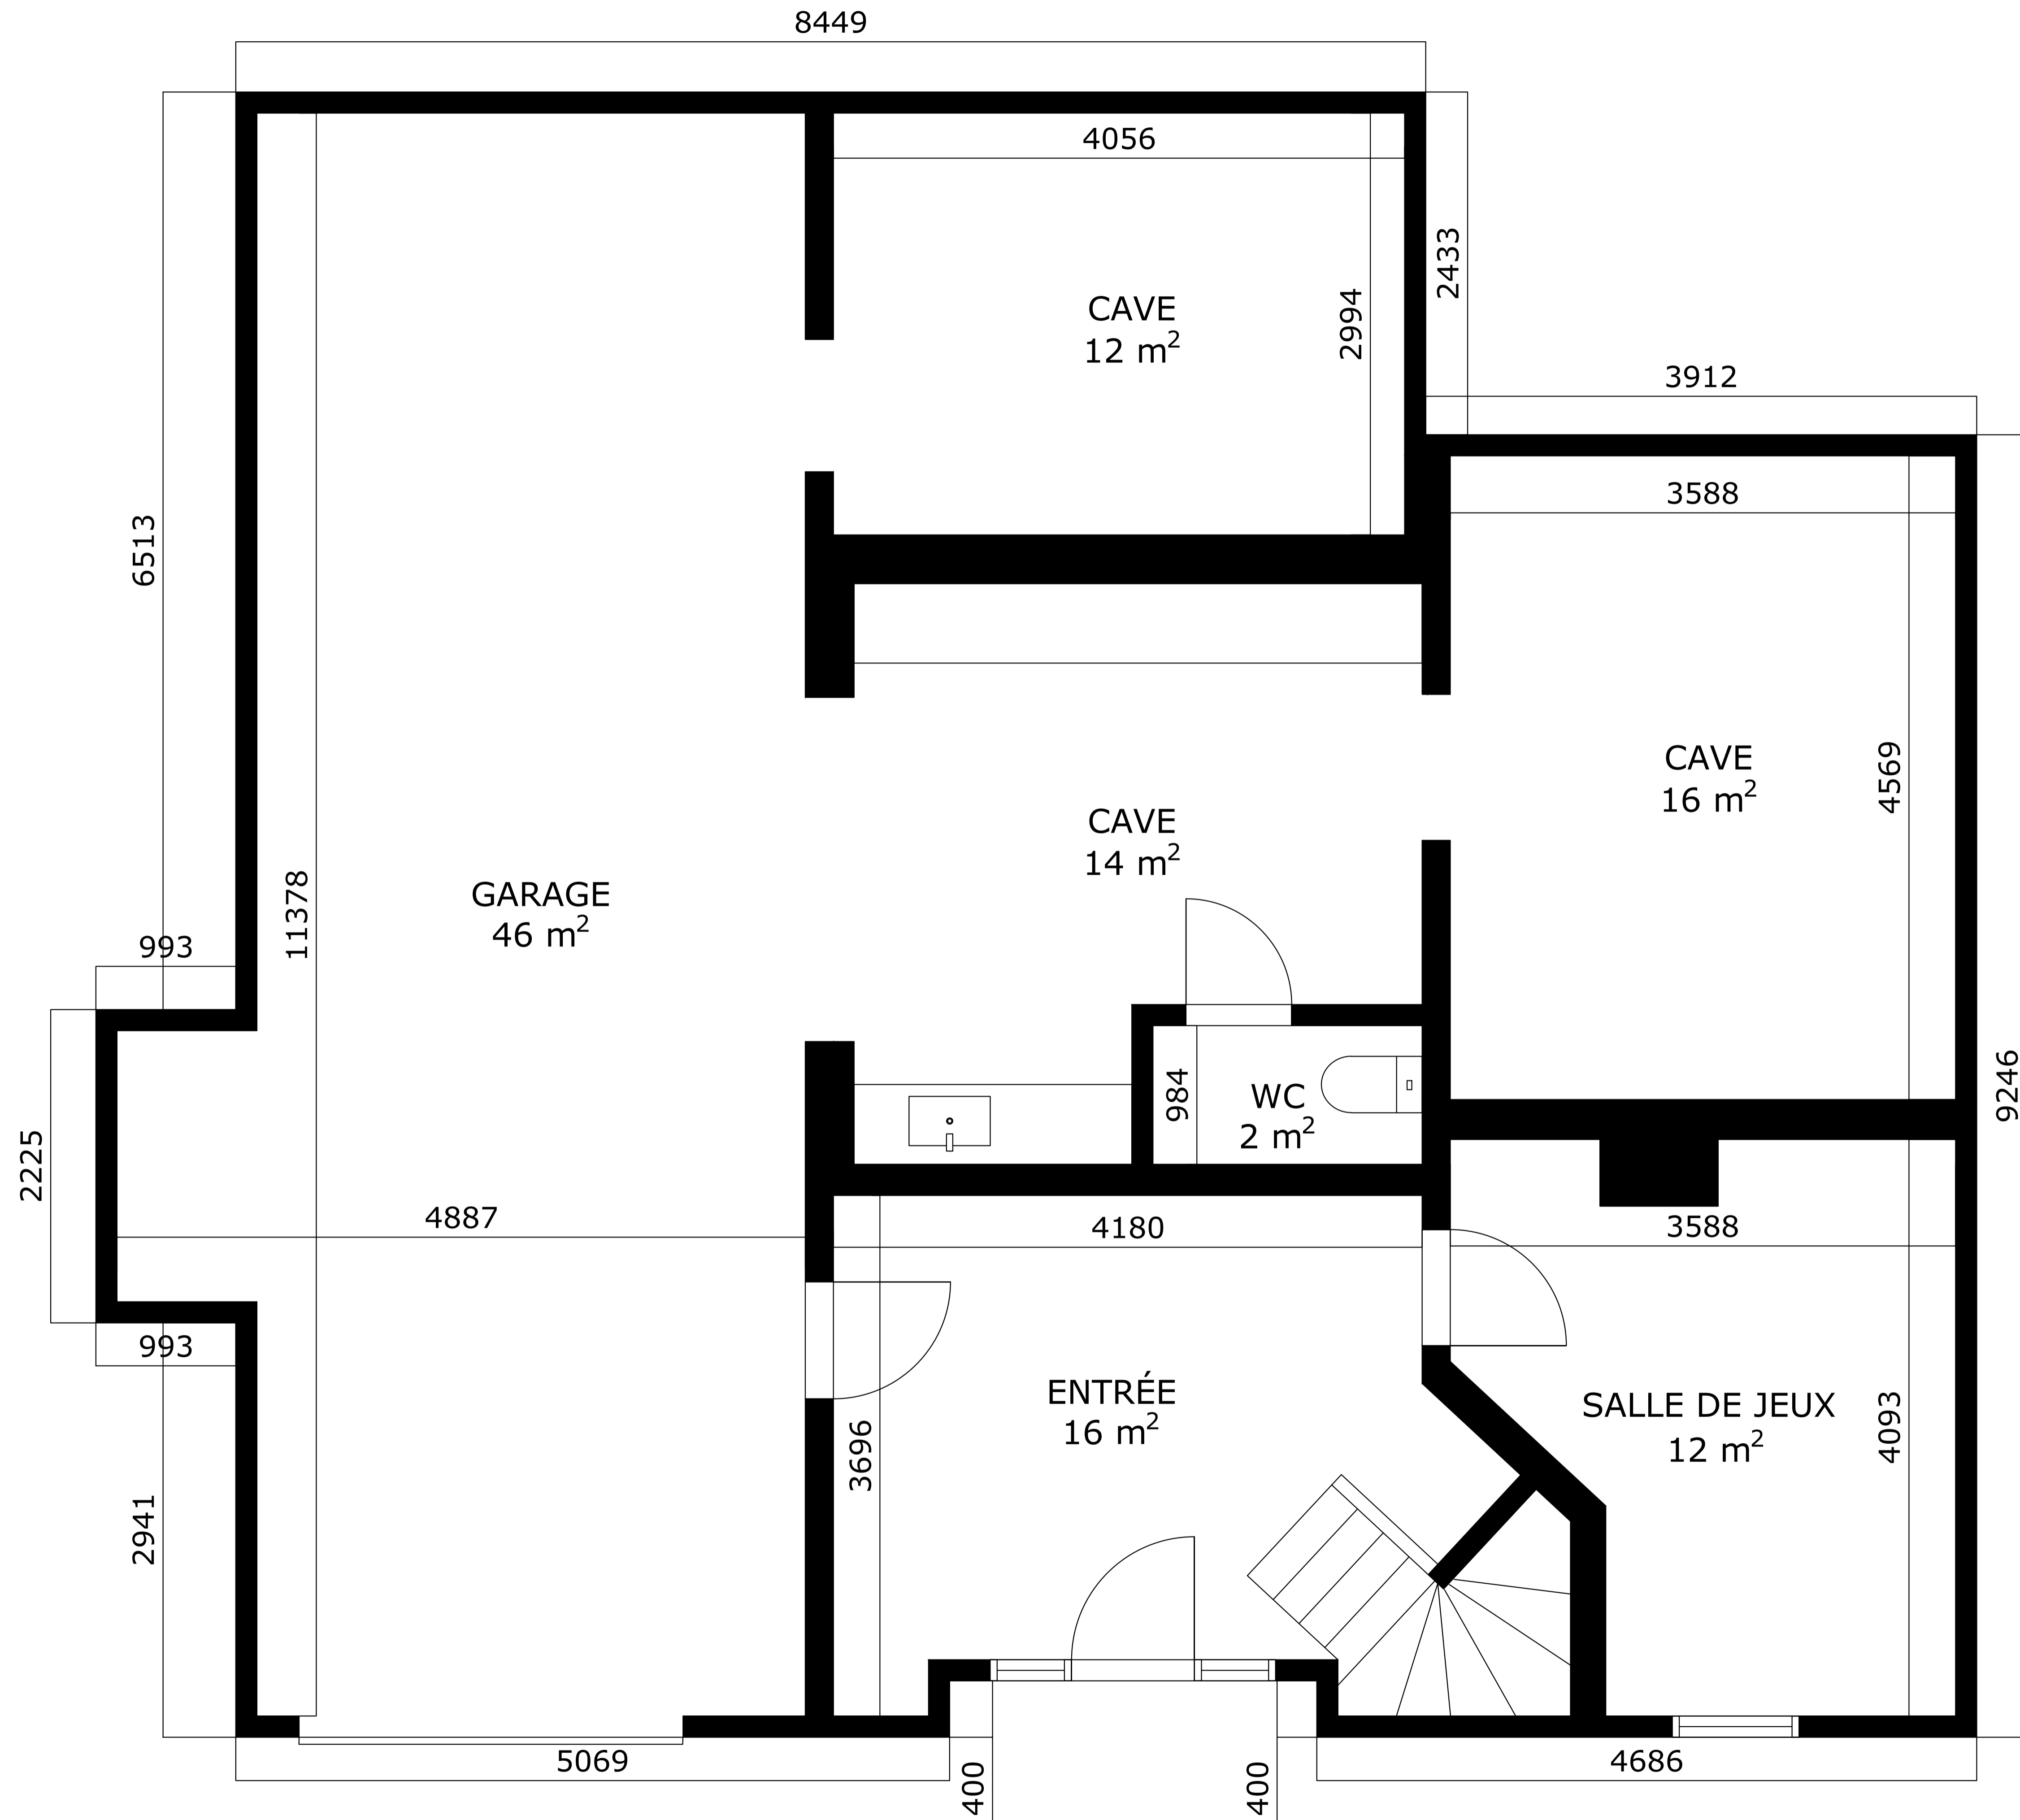 8449
4056
2433
2994
CAVE
12 m²
3912
3588
6513
CAVE
16 m²
4569
CAVE
14 m²
11378
GARAGE
46 m²
993
984
WC
2 m²
9246
2225
4887
4180
3588
993
ENTRÉE
16 m²
SALLE DE JEUX
12 m²
4093
3696
2941
5069
400
400
4686